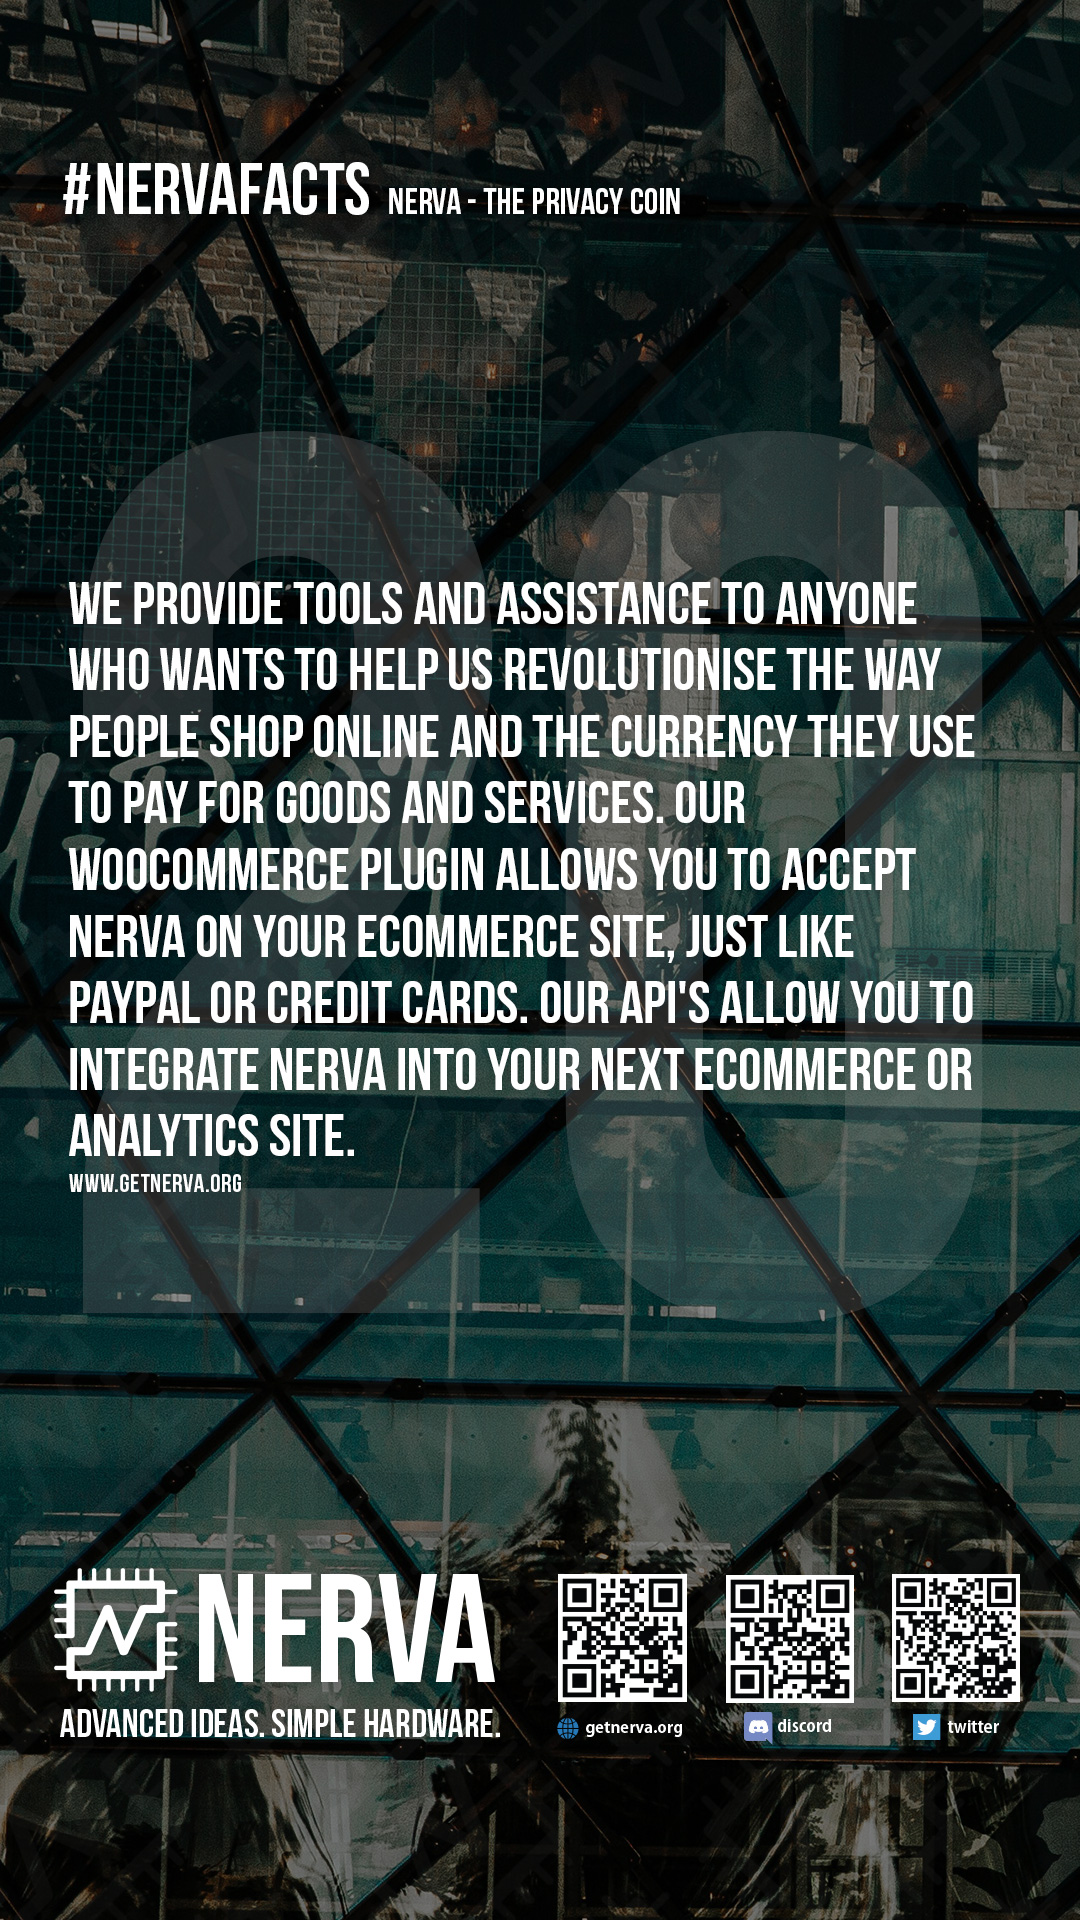 #NERVAFACTS NERVA - THE PRIVACY COIN
20
WE PROVIDE TOOLS AND ASSISTANCE TO ANYONE
WHO WANTS TO HELP US REVOLUTIONISE THE WAY
PEOPLE SHOP ONLINE AND THE CURRENCY THEY USE
TO PAY FOR GOODS AND SERVICES. OUR
WOOCOMMERCE PLUGIN ALLOWS YOU TO ACCEPT
NERVA ON YOUR ECOMMERCE SITE, JUST LIKE
PAYPAL OR CREDIT CARDS. OUR API'S ALLOW YOU TO
INTEGRATE NERVA INTO YOUR NEXT ECOMMERCE OR
ANALYTICS SITE.
WWW.GETNERVA.ORG
NERVA
ADVANCED IDEAS. SIMPLE HARDWARE.
getnerva.org discord twitter